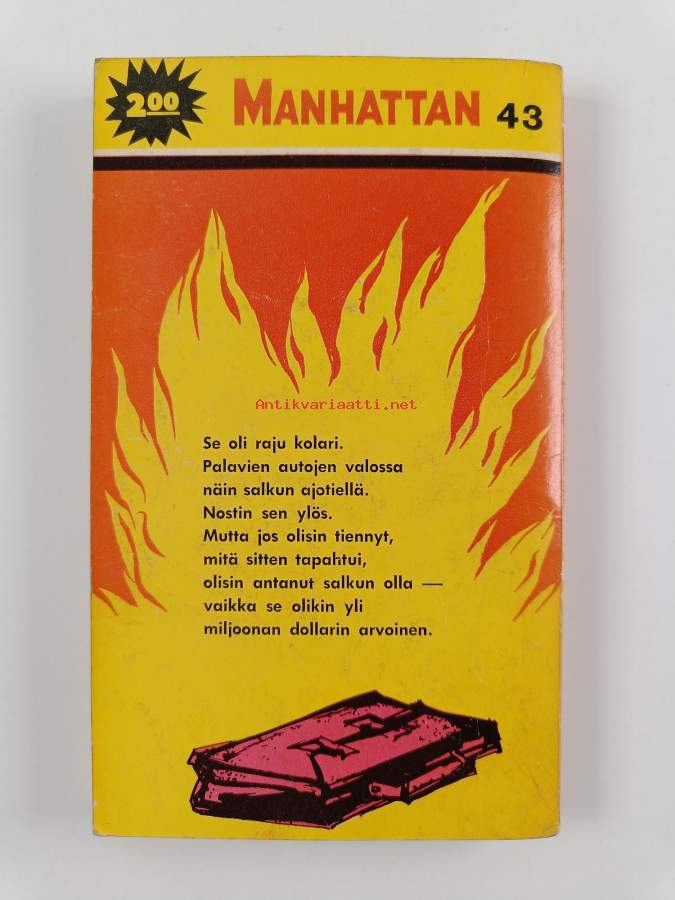 2.00 MANHATTAN 43
Antikvariaatti.net
Se oli raju kolari.
Palavien autojen valossa
näin salkun ajotiellä.
Nostin sen ylös.
Mutta jos olisin tiennyt,
mitä sitten tapahtui,
olisin antanut salkun olla —
vaikka se olikin yli
miljoonan dollarin arvoinen.